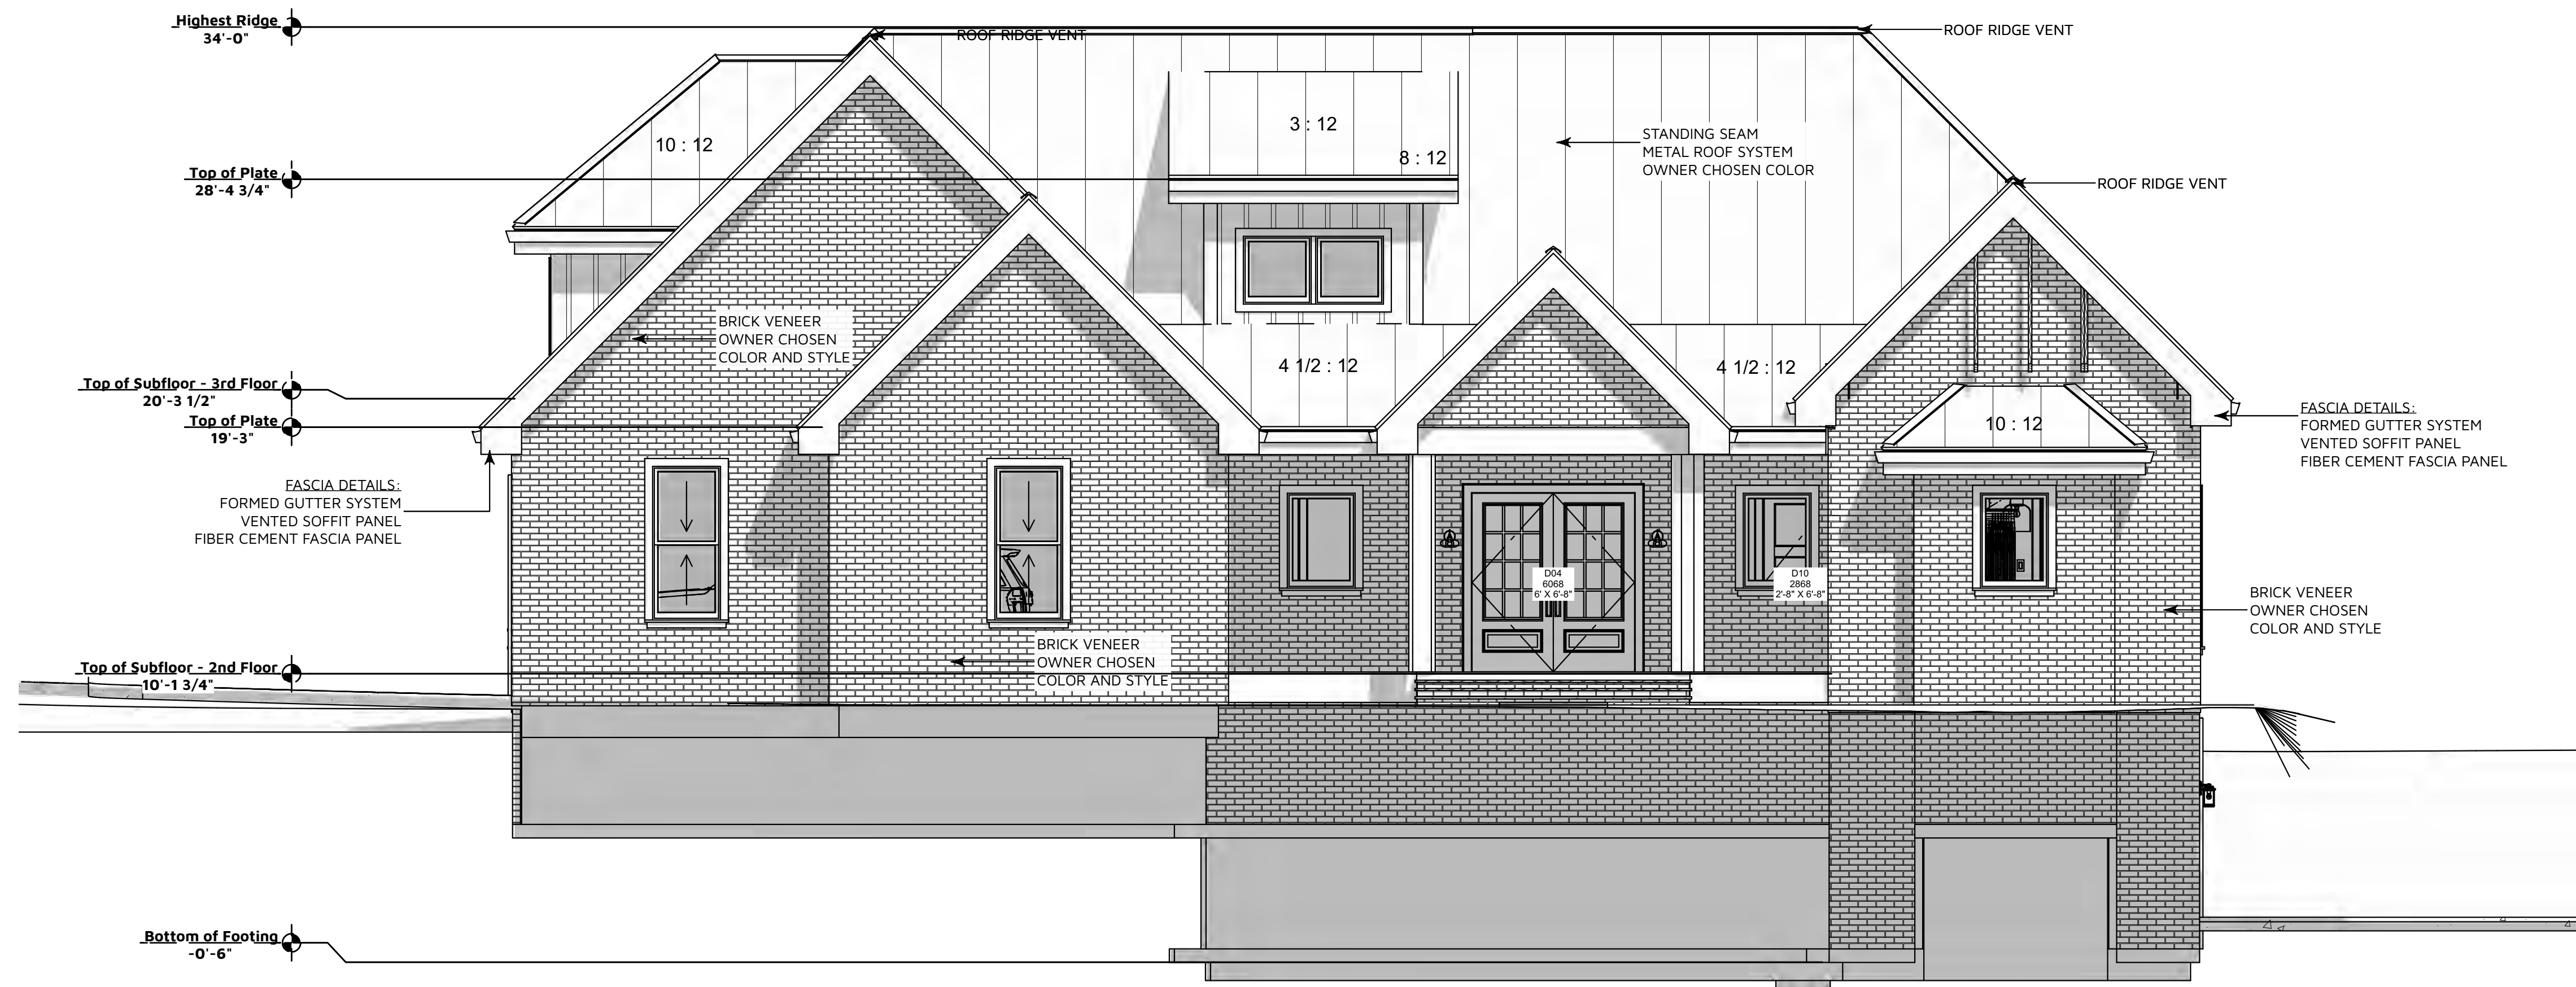 Highest Ridge
34'-0"
ROOF RIDGE VENT
ROOF RIDGE VENT
10 : 12
3 : 12
8 : 12
STANDING SEAM
METAL ROOF SYSTEM
OWNER CHOSEN COLOR
Top of Plate
28'-4 3/4"
ROOF RIDGE VENT
BRICK VENEER
OWNER CHOSEN
COLOR AND STYLE
4 1/2 : 12
4 1/2 : 12
Top of Subfloor - 3rd Floor
20'-3 1/2"
Top of Plate
19'-3"
10 : 12
FASCIA DETAILS:
FORMED GUTTER SYSTEM
VENTED SOFFIT PANEL
FIBER CEMENT FASCIA PANEL
FASCIA DETAILS:
FORMED GUTTER SYSTEM
VENTED SOFFIT PANEL
FIBER CEMENT FASCIA PANEL
D04
6068
6' X 6'-8"
D10
2868
2'-8" X 6'-8"
BRICK VENEER
OWNER CHOSEN
COLOR AND STYLE
BRICK VENEER
OWNER CHOSEN
COLOR AND STYLE
Top of Subfloor - 2nd Floor
10'-1 3/4"
Bottom of Footing
-0'-6"